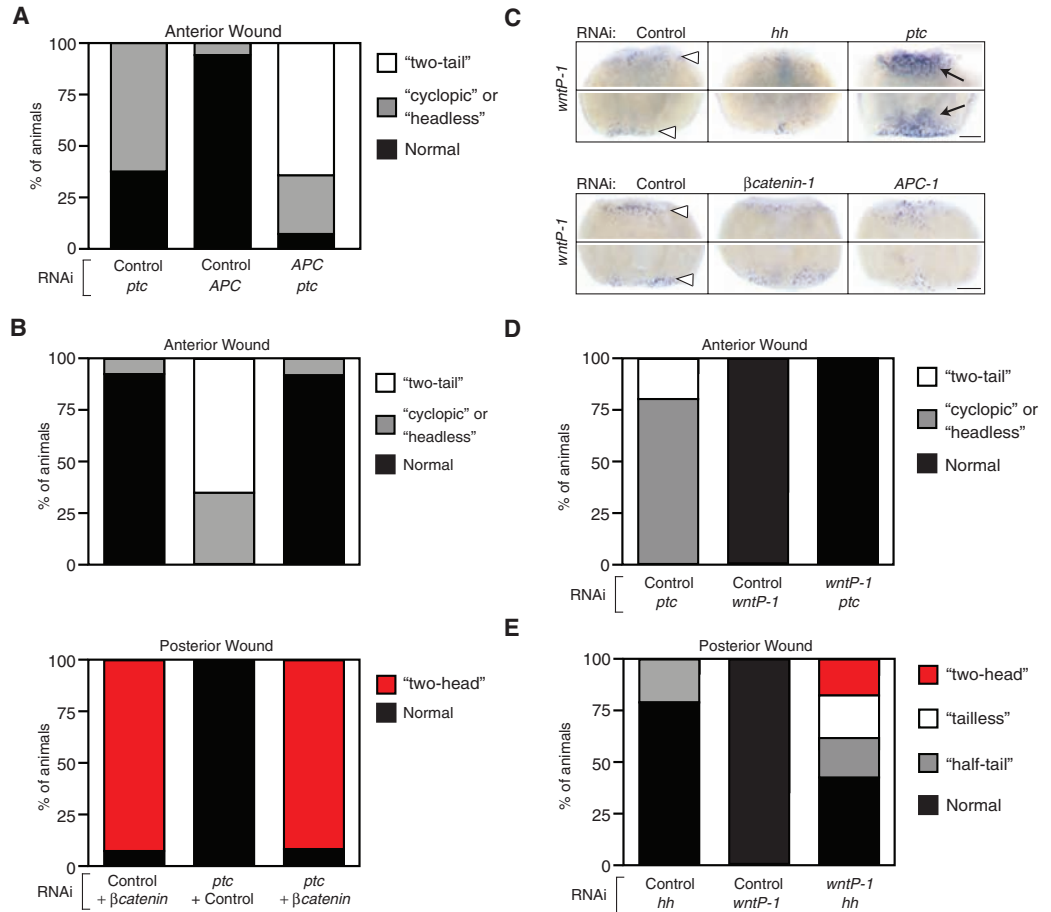 A
Anterior Wound
100
75
50
25
0
% of animals
"two-tail"
"cyclopic" or
"headless"
Normal
RNAi
Control
ptc
Control
APC
APC
ptc
C
RNAi: Control hh ptc
wntP-1
RNAi: Control βcatenin-1 APC-1
wntP-1
B
Anterior Wound
100
75
50
25
0
% of animals
"two-tail"
"cyclopic" or
"headless"
Normal
Posterior Wound
100
75
50
25
0
% of animals
"two-head"
Normal
RNAi
Control
+ βcatenin
ptc
+ Control
ptc
+ βcatenin
D
Anterior Wound
100
75
50
25
0
% of animals
"two-tail"
"cyclopic" or
"headless"
Normal
RNAi
Control
ptc
Control
wntP-1
wntP-1
ptc
E
Posterior Wound
100
75
50
25
0
% of animals
"two-head"
"tailless"
"half-tail"
Normal
RNAi
Control
hh
Control
wntP-1
wntP-1
hh